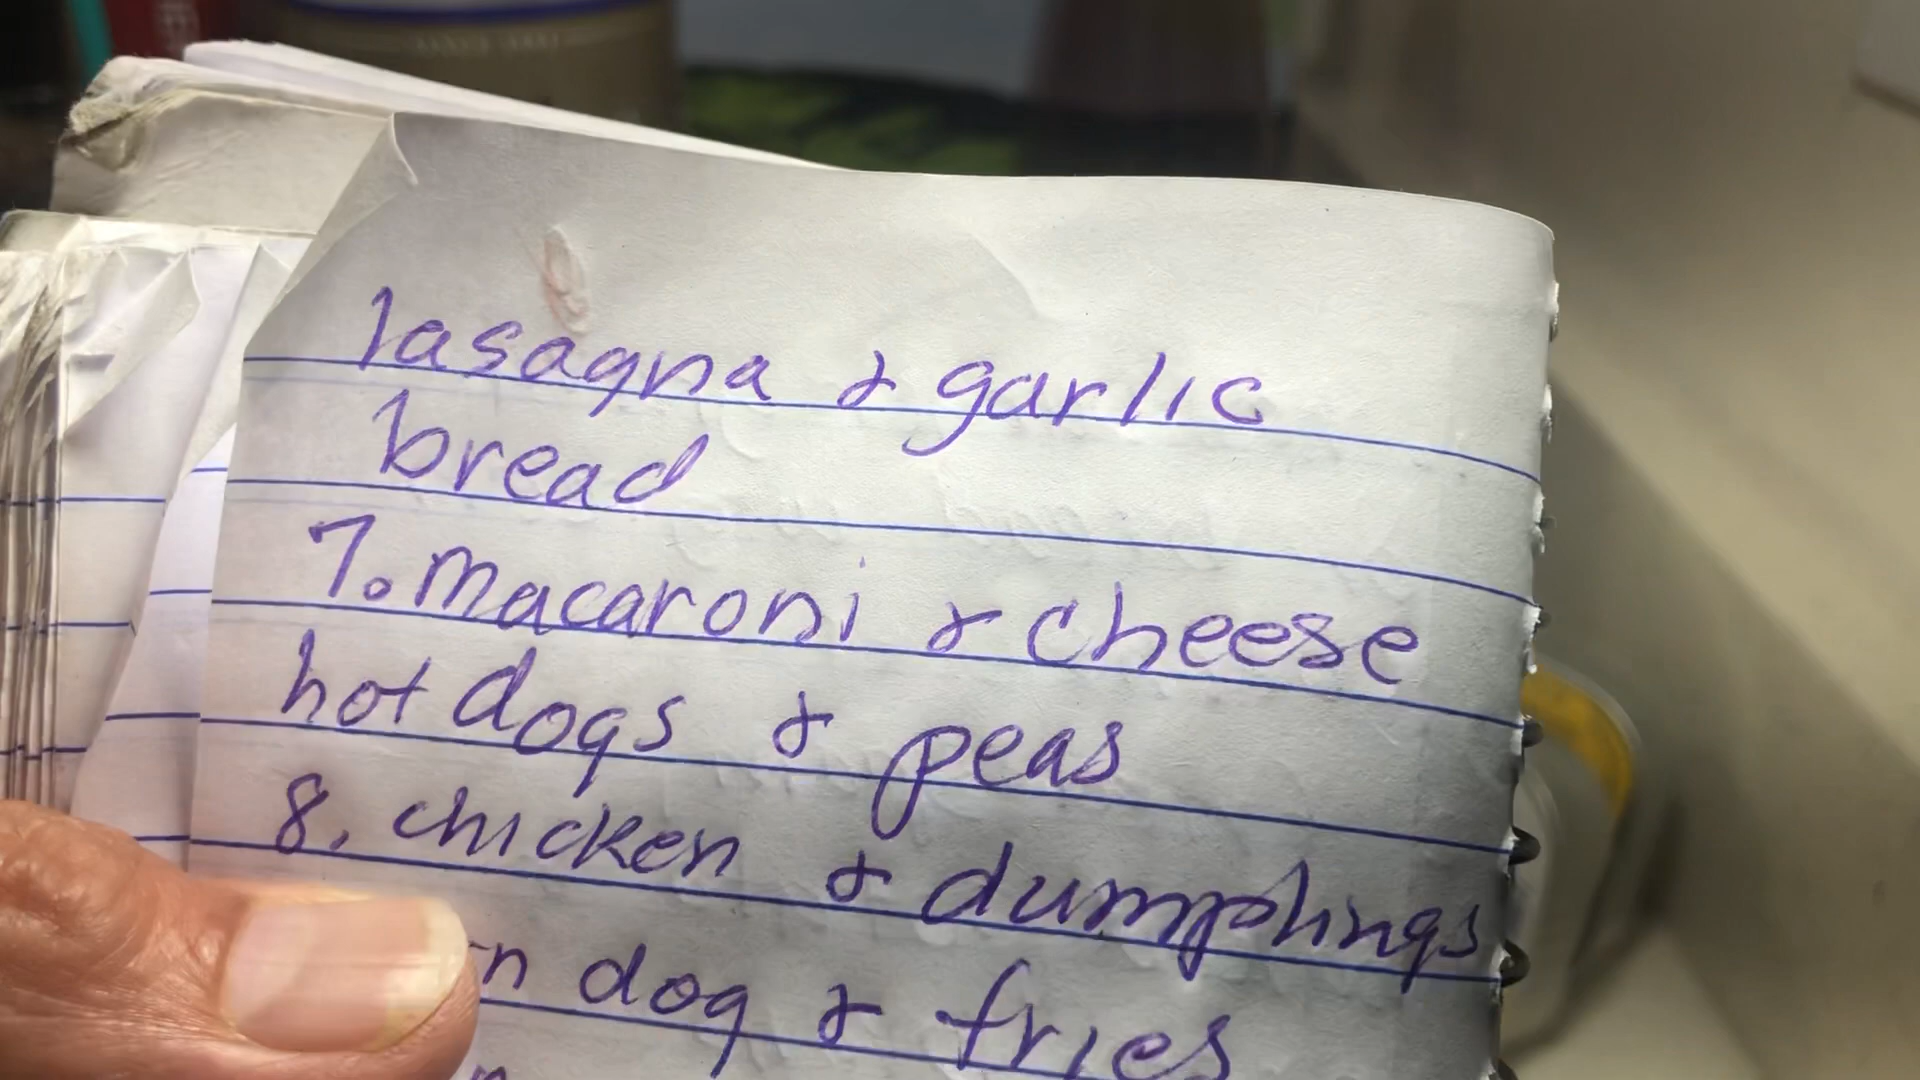 lasagna & garlic
bread
7. macaroni & cheese
hot dogs & peas
8. chicken & dumplings
dog & fries